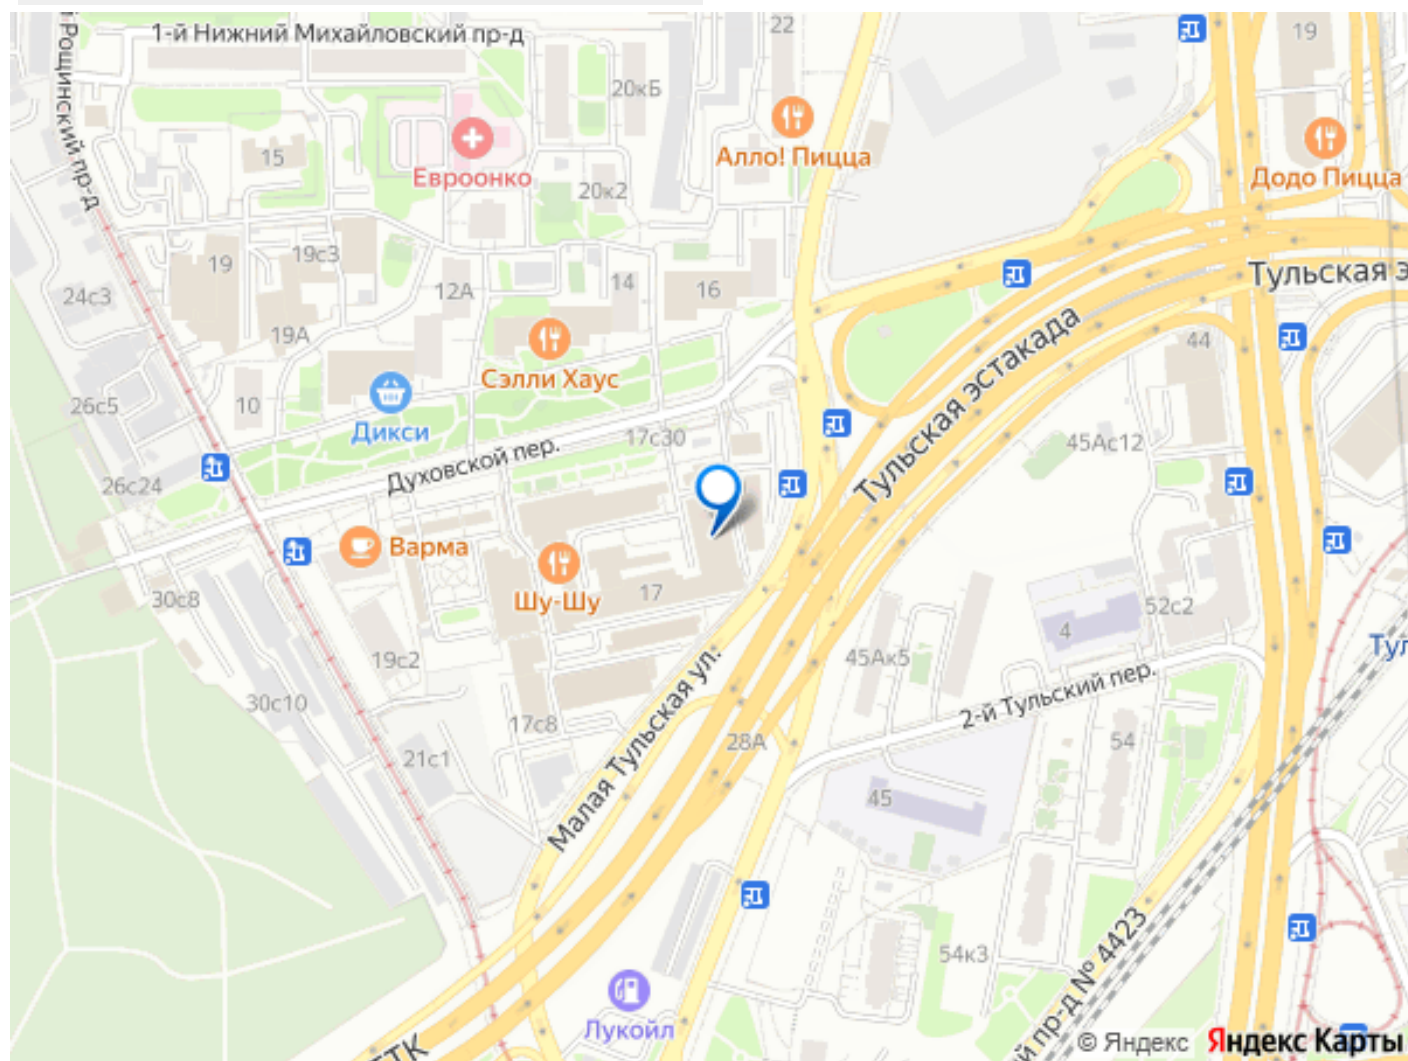 1-й Нижний Михайловский пр-д
22
19
Рощинский пр-д
20кБ
Алло! Пицца
15
Евроонко
20к2
Додо Пицца
19
19с3
24с3
12А
14
16
Тульская э
19А
44
Сэлли Хаус
Тульская эстакада
26с5
10
Дикси
17с30
45Ас12
26с24
Духовской пер.
Варма
Шу-Шу
17
30с8
52с2
4
Тул
19с2
45Ак5
2-й Тульский пер.
30с10
17с8
28А
54
21с1
Малая Тульская ул.
45
54к3
й пр-д № 4423
Лукойл
ТТК
© Яндекс Яндекс Карты